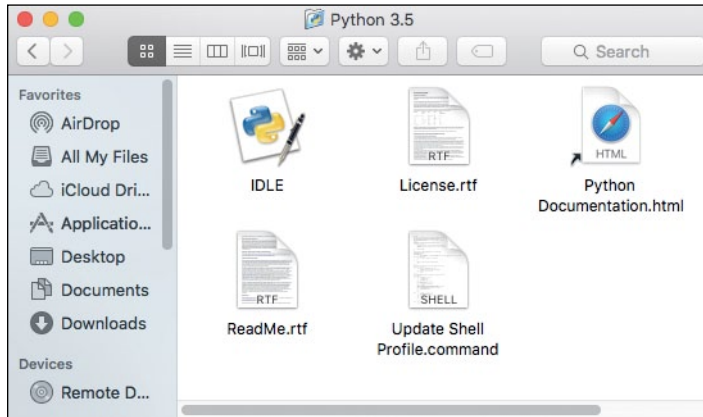 Python 3.5
Search
Favorites
AirDrop
All My Files
iCloud Dri...
Applicatio...
Desktop
Documents
Downloads
Devices
Remote D...
IDLE
RTF
License.rtf
HTML
Python
Documentation.html
RTF
ReadMe.rtf
SHELL
Update Shell
Profile.command